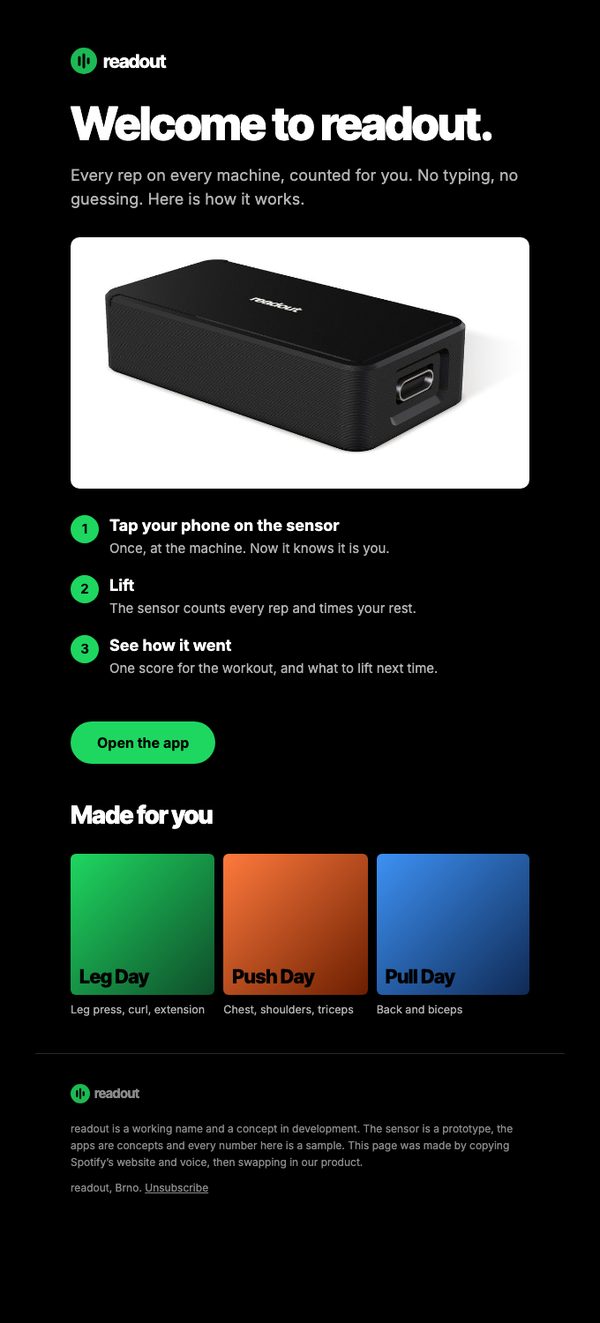 readout
Welcome to readout.
Every rep on every machine, counted for you. No typing, no
guessing. Here is how it works.
readout
1
Tap your phone on the sensor
Once, at the machine. Now it knows it is you.
2
Lift
The sensor counts every rep and times your rest.
3
See how it went
One score for the workout, and what to lift next time.
Open the app
Made for you
Leg Day
Push Day
Pull Day
Leg press, curl, extension
Chest, shoulders, triceps
Back and biceps
readout
readout is a working name and a concept in development. The sensor is a prototype, the
apps are concepts and every number here is a sample. This page was made by copying
Spotify's website and voice, then swapping in our product.
readout, Brno. Unsubscribe